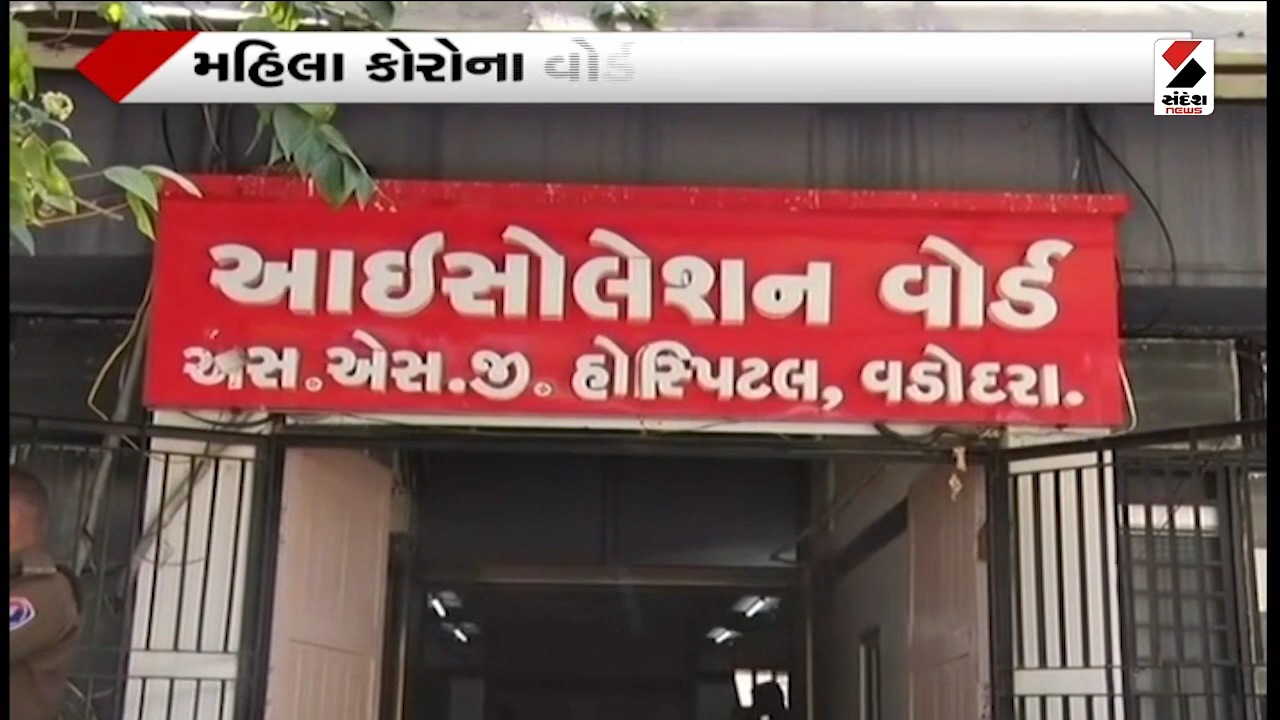 મહિલા કોરોના વોર્ડ
સંદેશ
NEWS
આઇસોલેશન વોર્ડ
એસ.એસ.જી. હોસ્પિટલ, વડોદરા.